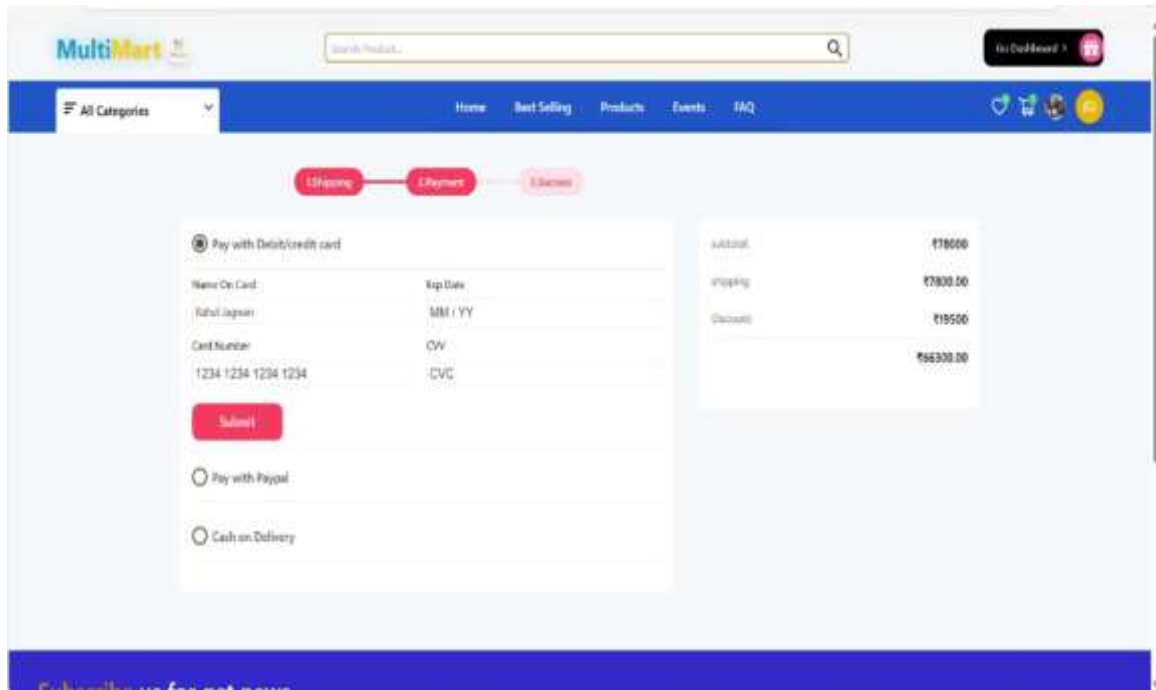 MultiMart
Search Product...
Go Dashboard >
All Categories
Home Best Selling Products Events FAQ
1.Shipping 2.Payment 3.Success
Pay with Debit/credit card
Name On Card Exp Date
MM / YY
Card Number CVV
1234 1234 1234 1234 CVC
Submit
Pay with Paypal
Cash on Delivery
subtotal: ₹78000
shipping: ₹7800.00
Discount: ₹19500
₹66300.00
Subscribe us for get news